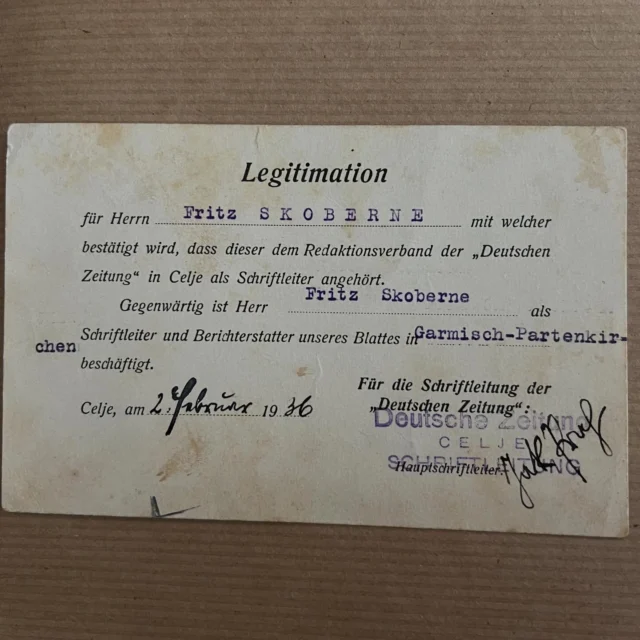 Legitimation
für Herrn Fritz SKOBERNE mit welcher
bestätigt wird, dass dieser dem Redaktionsverband der „Deutschen
Zeitung" in Celje als Schriftleiter angehört.
Gegenwärtig ist Herr Fritz Skoberne als
Schriftleiter und Berichterstatter unseres Blattes in Garmisch-Partenkir-
chen beschäftigt.
Für die Schriftleitung der
Celje, am 2. Februar 1936 „Deutschen Zeitung":
Deutsche Zeitung
CELJE
SCHRIFTLEITUNG
Hauptschriftleiter.